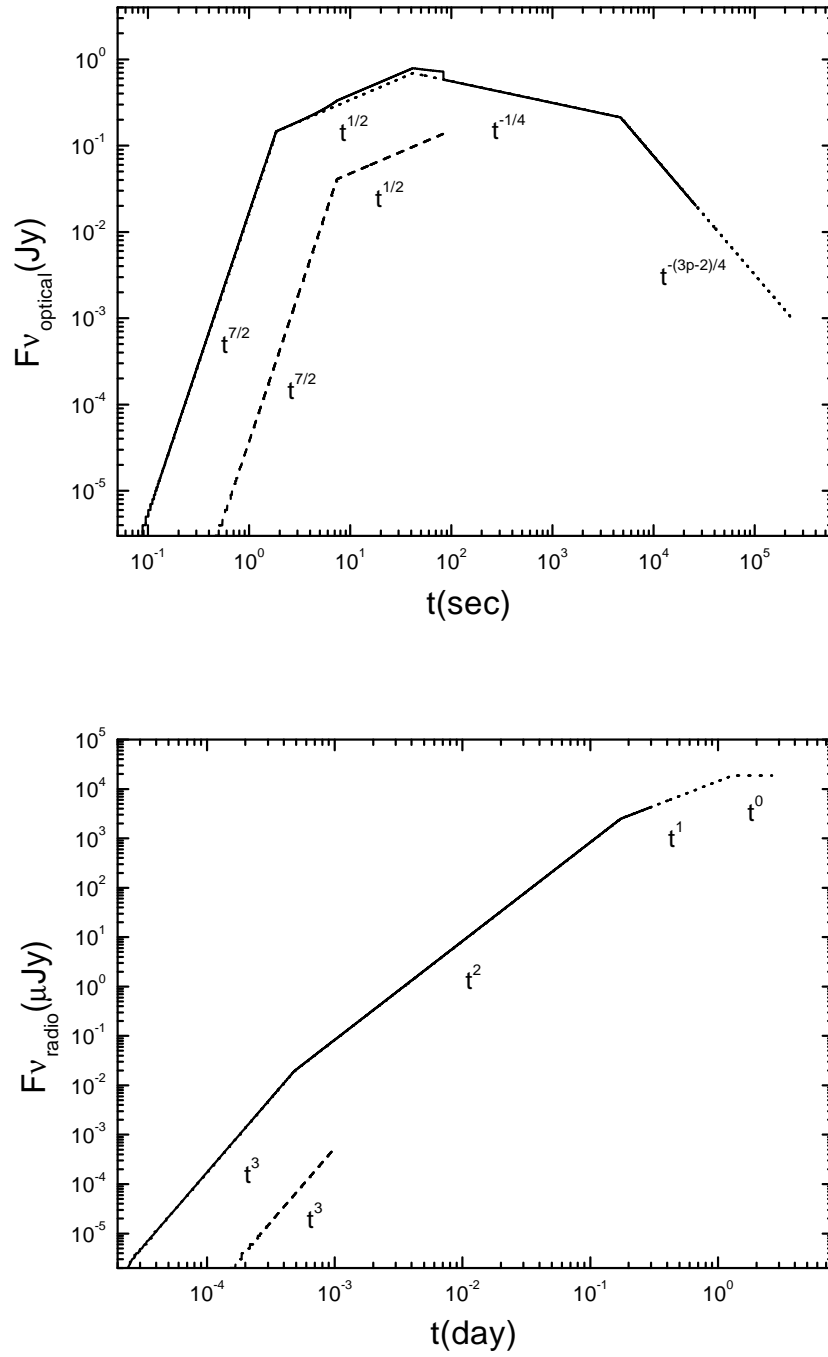 10^0
10^-1
10^-2
10^-3
10^-4
10^-5
Fν_optical(Jy)
t^1/2
t^-1/4
t^1/2
t^-(3p-2)/4
t^7/2
t^7/2
10^-1 10^0 10^1 10^2 10^3 10^4 10^5
t(sec)
10^5
10^4
10^3
10^2
10^1
10^0
10^-1
10^-2
10^-3
10^-4
10^-5
Fν_radio(μJy)
t^0
t^1
t^2
t^3
t^3
10^-4 10^-3 10^-2 10^-1 10^0
t(day)